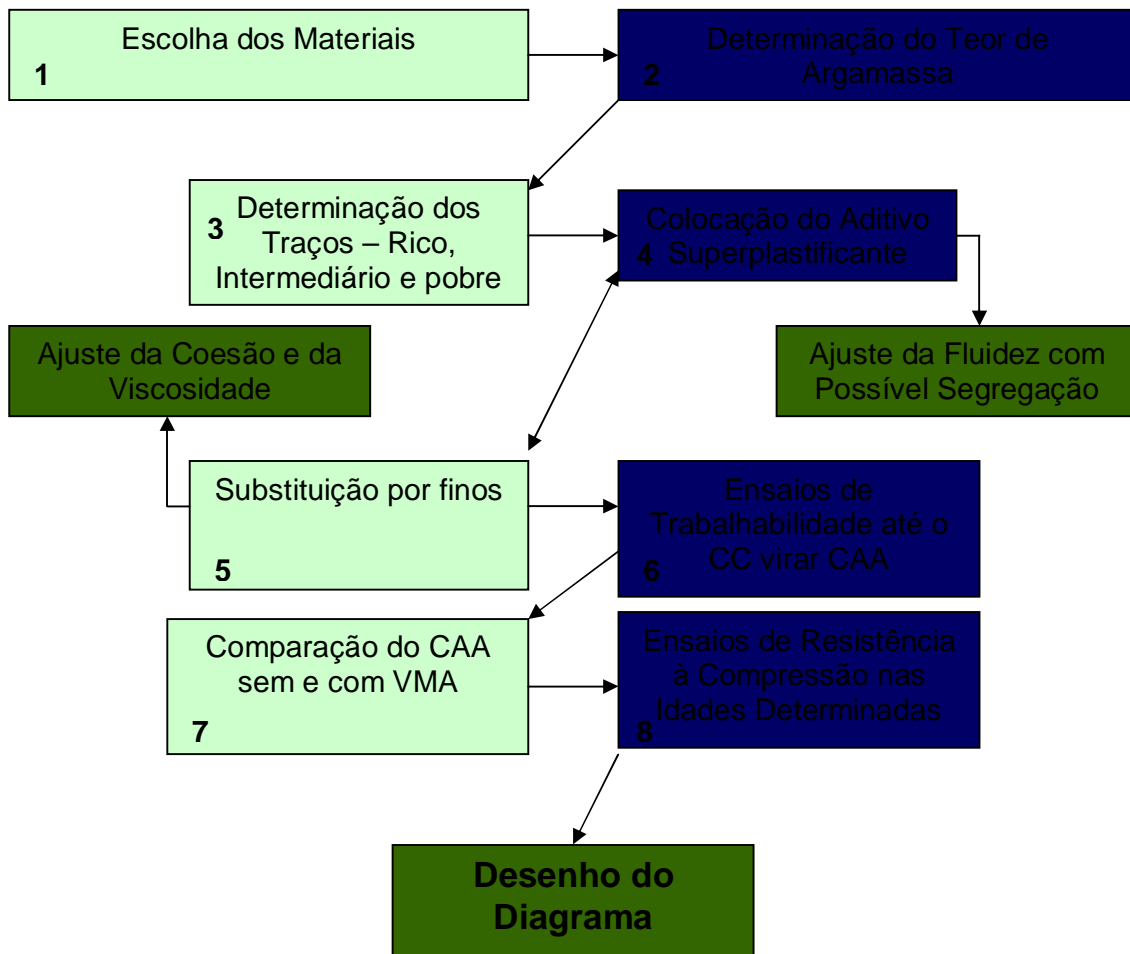 Escolha dos Materiais
1
Determinação do Teor de
Argamassa
2
3
Determinação dos
Traços – Rico,
Intermediário e pobre
Colocação do Aditivo
Superplastificante
4
Ajuste da Coesão e da
Viscosidade
Ajuste da Fluidez com
Possível Segregação
Substituição por finos
5
Ensaios de
Trabalhabilidade até o
CC virar CAA
6
Comparação do CAA
sem e com VMA
7
Ensaios de Resistência
à Compressão nas
Idades Determinadas
8
Desenho do
Diagrama